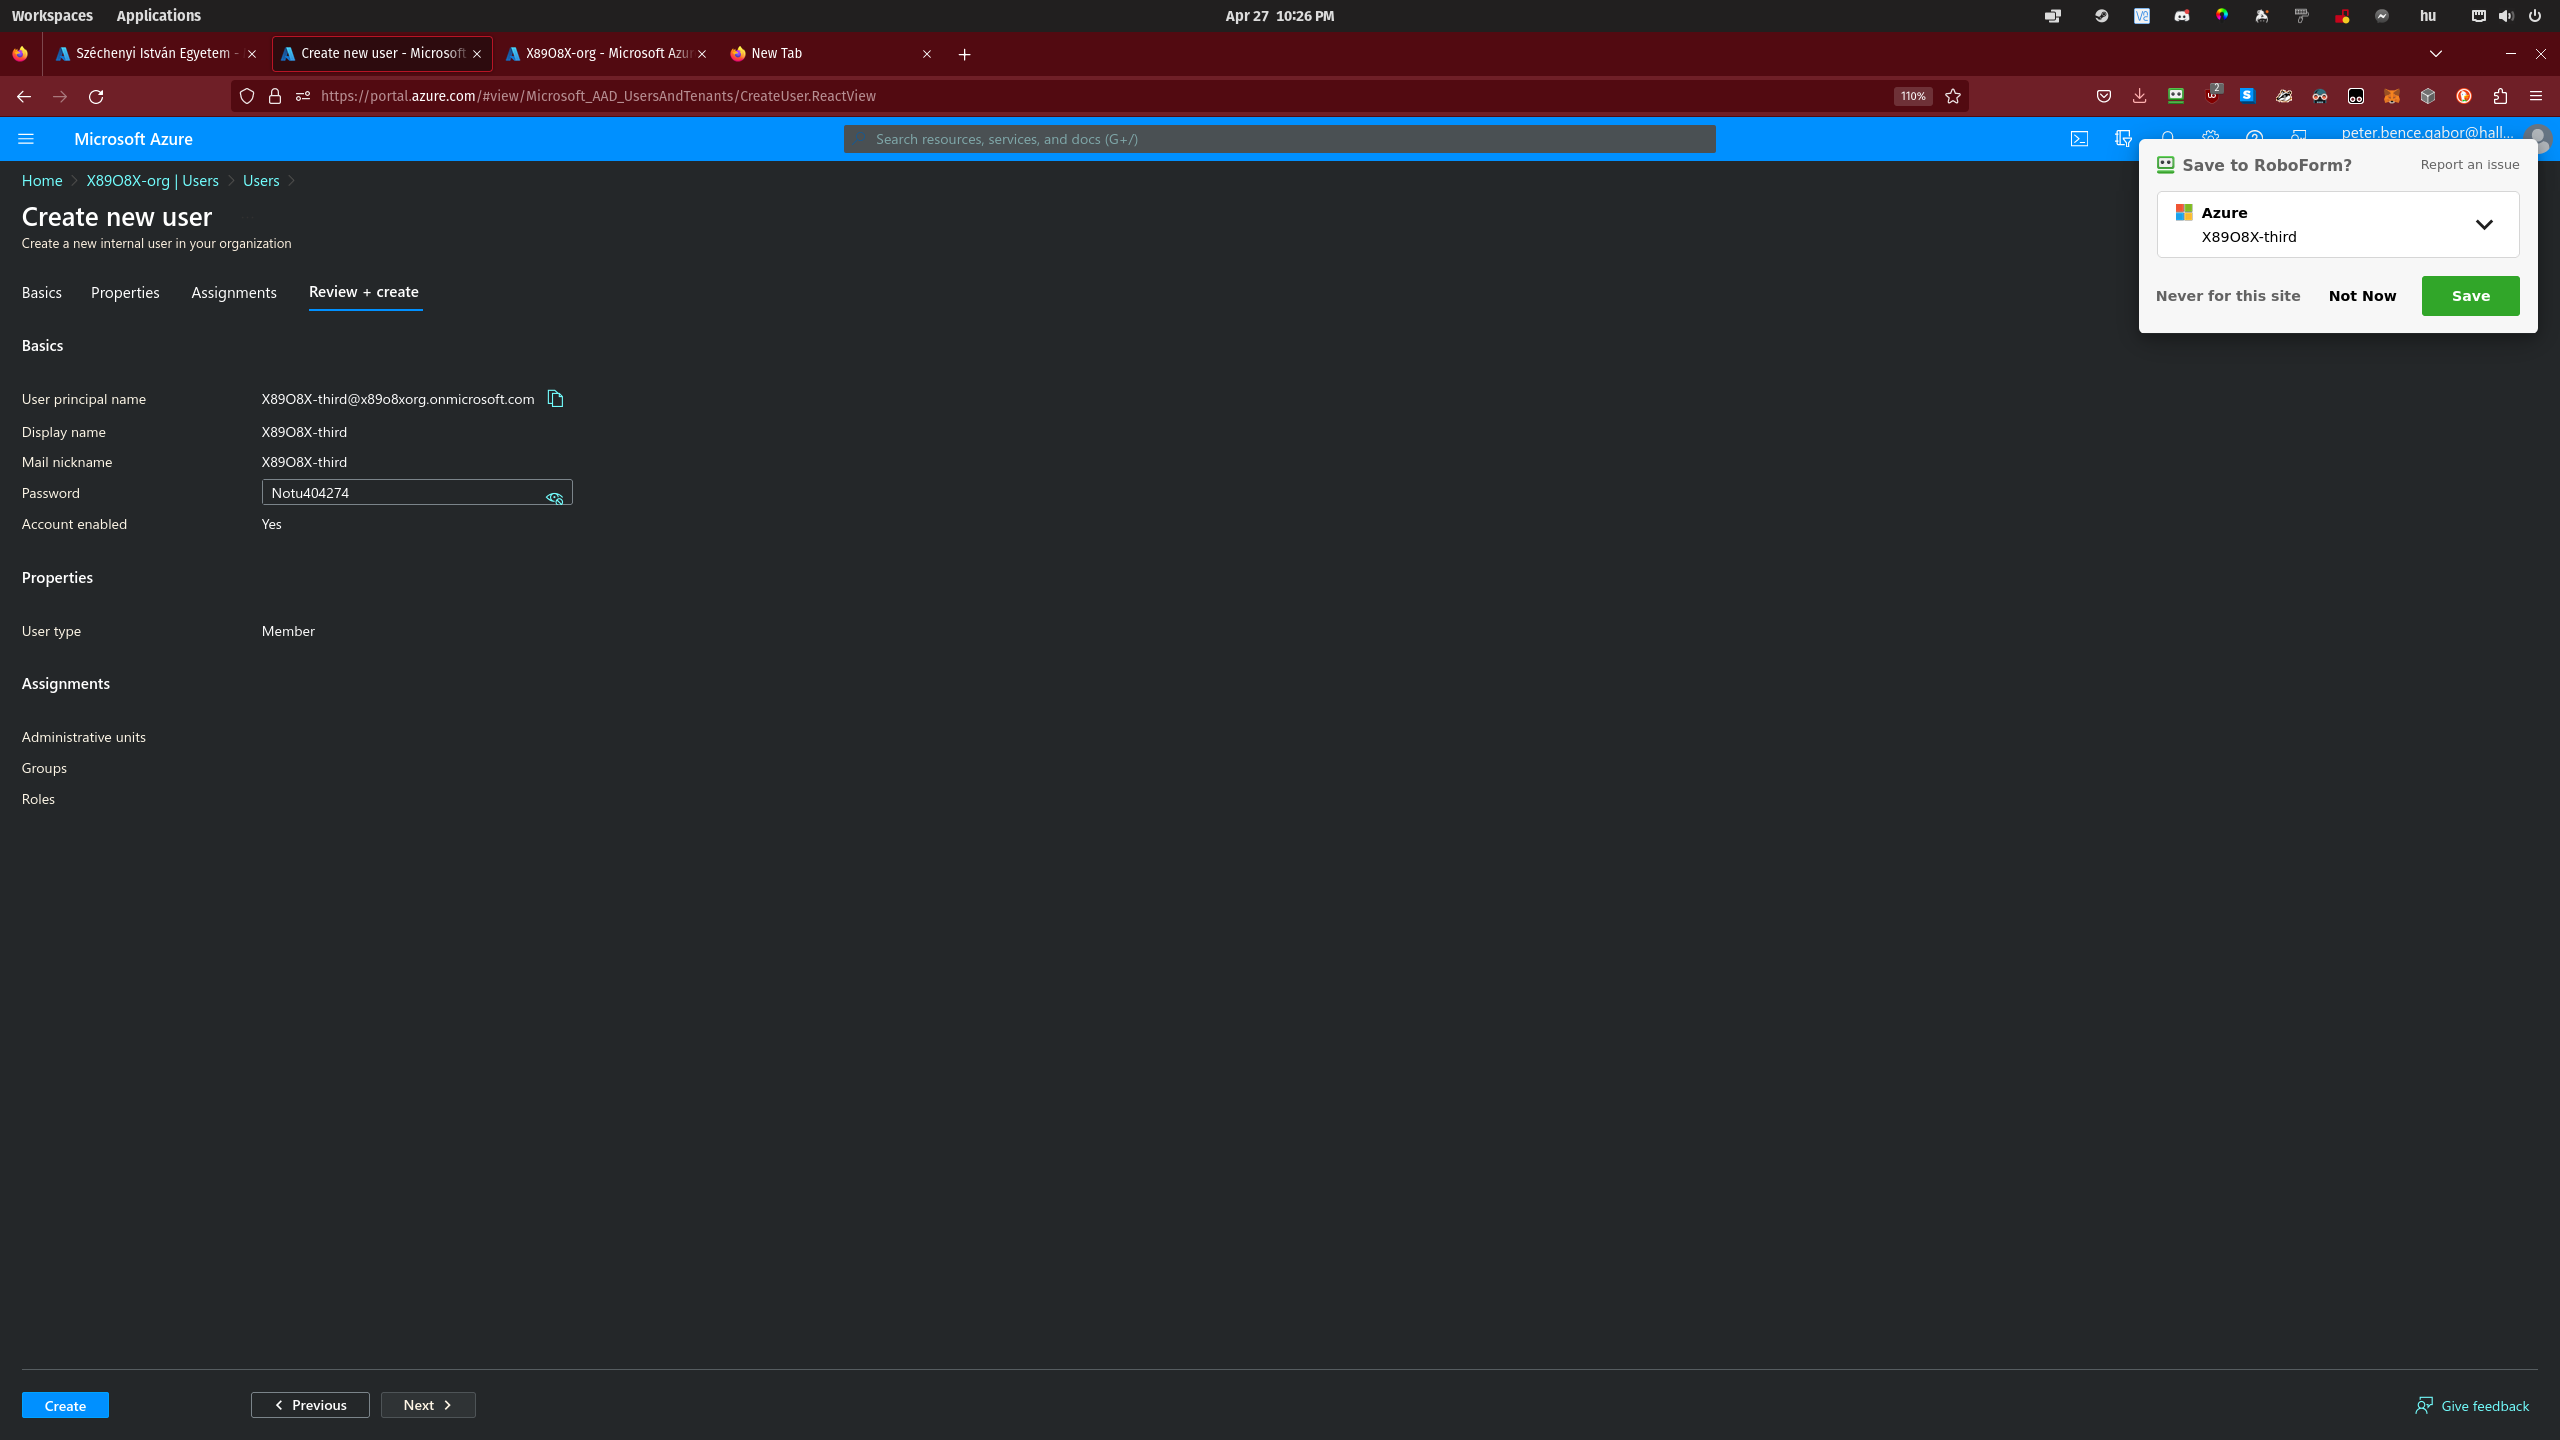 Workspaces Applications Apr 27 10:26 PM hu
Széchenyi István Egyetem - Create new user - Microsoft X89O8X-org - Microsoft Azur New Tab
https://portal.azure.com/#view/Microsoft_AAD_UsersAndTenants/CreateUser.ReactView 110% 2
Microsoft Azure Search resources, services, and docs (G+/) peter.bence.gabor@hall...
Home X89O8X-org | Users Users
Save to RoboForm? Report an issue
Azure
X89O8X-third
Never for this site Not Now Save
Create new user
Create a new internal user in your organization
Basics Properties Assignments Review + create
Basics
User principal name X89O8X-third@x89o8xorg.onmicrosoft.com
Display name X89O8X-third
Mail nickname X89O8X-third
Password Notu404274
Account enabled Yes
Properties
User type Member
Assignments
Administrative units
Groups
Roles
Create Previous Next Give feedback